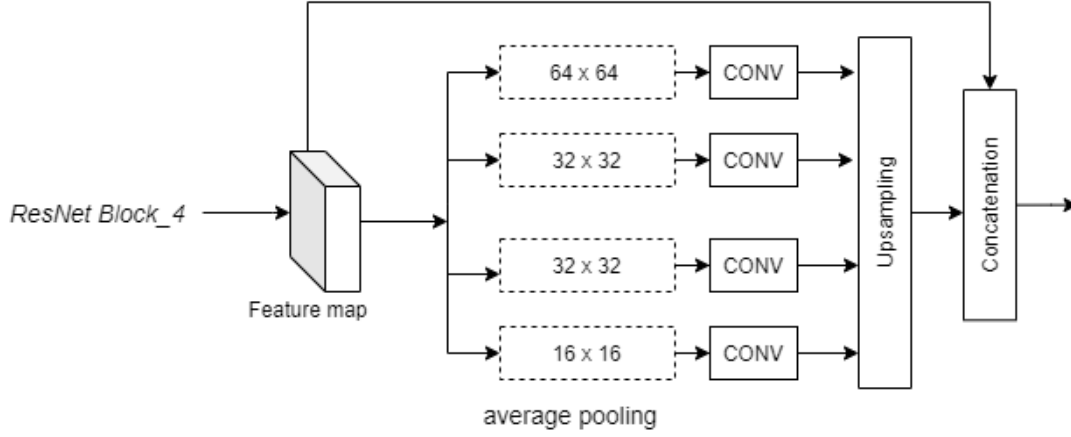 64 x 64
CONV
32 x 32
CONV
ResNet Block_4
Feature map
32 x 32
CONV
16 x 16
CONV
average pooling
Upsampling
Concatenation